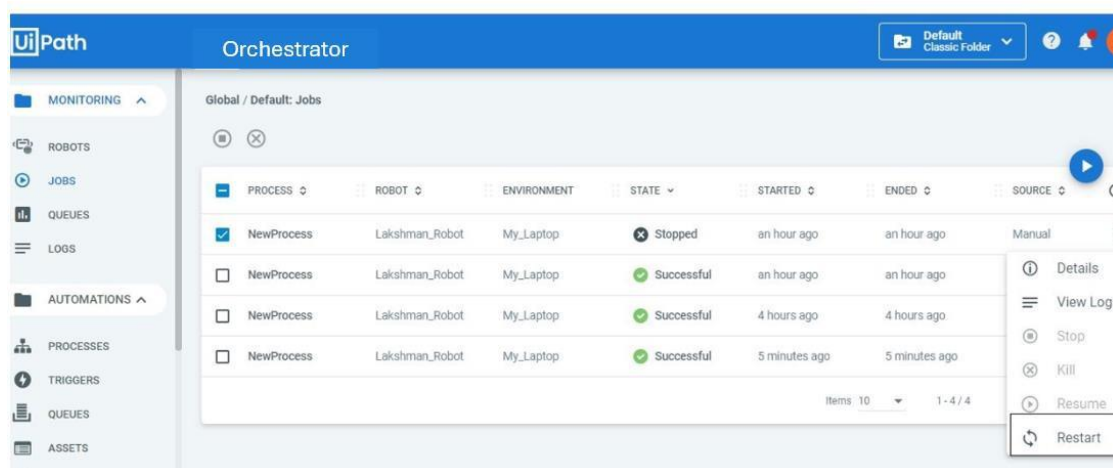 UiPath
Orchestrator
Default
Classic Folder
MONITORING
Global / Default: Jobs
ROBOTS
JOBS
QUEUES
LOGS
AUTOMATIONS
PROCESSES
TRIGGERS
QUEUES
ASSETS
PROCESS ROBOT ENVIRONMENT STATE STARTED ENDED SOURCE
NewProcess Lakshman_Robot My_Laptop Stopped an hour ago an hour ago Manual
NewProcess Lakshman_Robot My_Laptop Successful an hour ago an hour ago
NewProcess Lakshman_Robot My_Laptop Successful 4 hours ago 4 hours ago
NewProcess Lakshman_Robot My_Laptop Successful 5 minutes ago 5 minutes ago
Items 10 1 - 4 / 4
Details
View Log
Stop
Kill
Resume
Restart